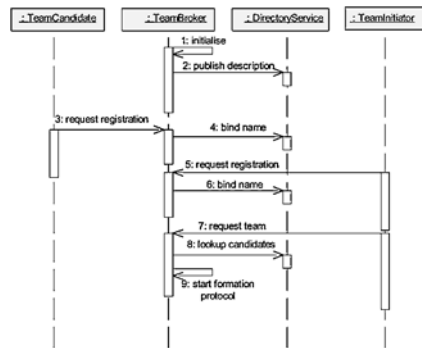 : TeamCandidate : TeamBroker : DirectoryService : TeamInitiator
1: initialise
2: publish description
3: request registration
4: bind name
5: request registration
6: bind name
7: request team
8: lookup candidates
9: start formation
protocol